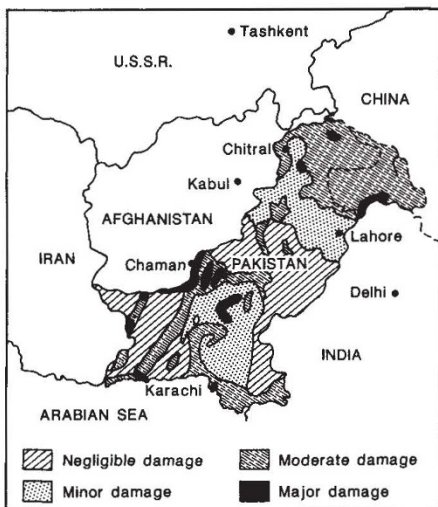 Tashkent
U.S.S.R.
CHINA
Chitral
Kabul
AFGHANISTAN
Lahore
IRAN
Chaman
PAKISTAN
Delhi
INDIA
Karachi
ARABIAN SEA
Negligible damage
Moderate damage
Minor damage
Major damage